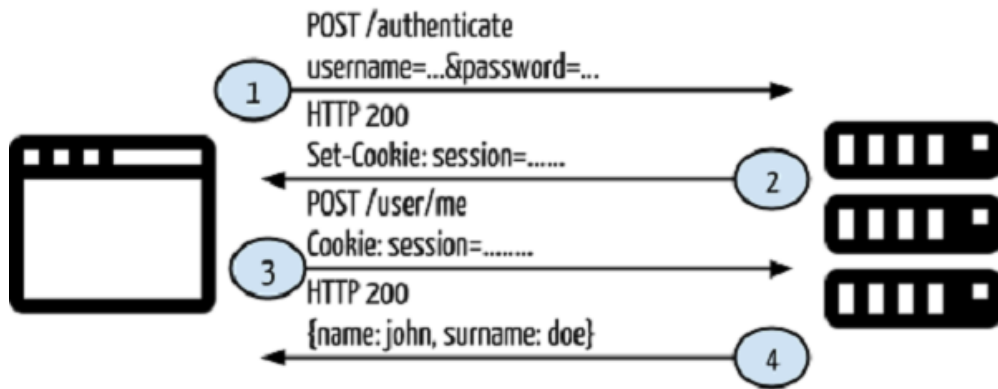 POST /authenticate
username=...&password=...
1
HTTP 200
Set-Cookie: session=......
2
POST /user/me
Cookie: session=........
3
HTTP 200
{name: john, surname: doe}
4